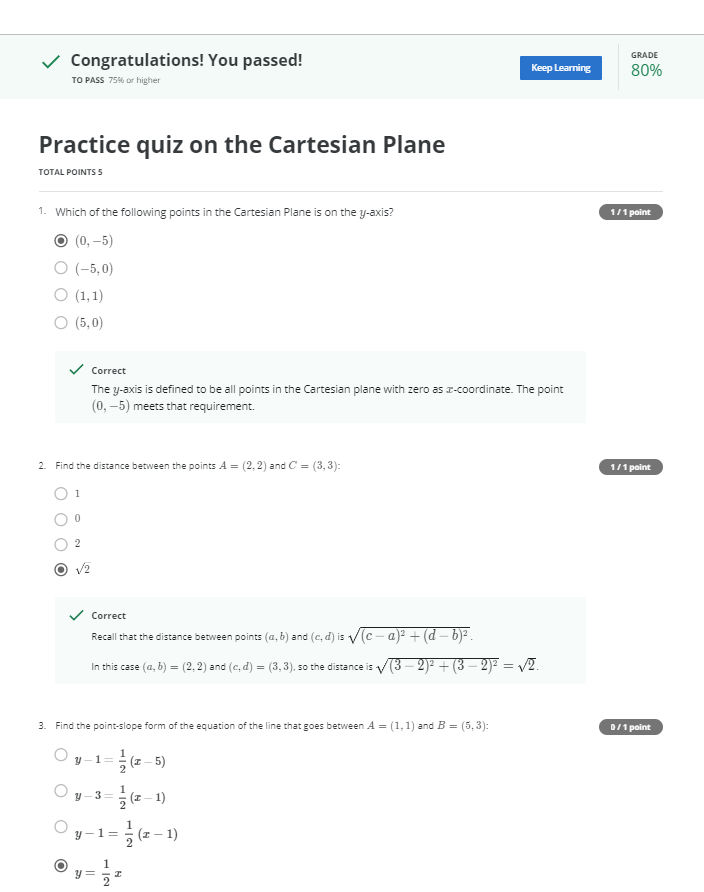 Congratulations! You passed!
TO PASS 75% or higher
Keep Learning
GRADE
80%
Practice quiz on the Cartesian Plane
TOTAL POINTS 5
1. Which of the following points in the Cartesian Plane is on the y-axis?
1 / 1 point
(0, −5)
(−5, 0)
(1, 1)
(5, 0)
Correct
The y-axis is defined to be all points in the Cartesian plane with zero as x-coordinate. The point
(0, −5) meets that requirement.
2. Find the distance between the points A = (2, 2) and C = (3, 3):
1 / 1 point
1
0
2
√2
Correct
Recall that the distance between points (a, b) and (c, d) is √(c − a)² + (d − b)².
In this case (a, b) = (2, 2) and (c, d) = (3, 3), so the distance is √(3 − 2)² + (3 − 2)² = √2.
3. Find the point-slope form of the equation of the line that goes between A = (1, 1) and B = (5, 3):
0 / 1 point
y − 1 = 1/2 (x − 5)
y − 3 = 1/2 (x − 1)
y − 1 = 1/2 (x − 1)
y = 1/2 x